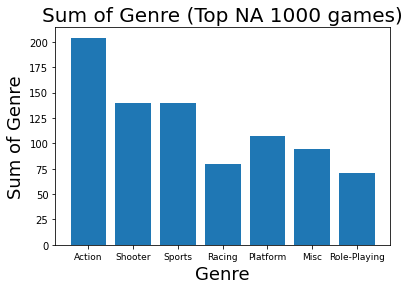 Sum of Genre (Top NA 1000 games)
200
175
150
125
100
75
50
25
0
Sum of Genre
Action Shooter Sports Racing Platform Misc Role-Playing
Genre